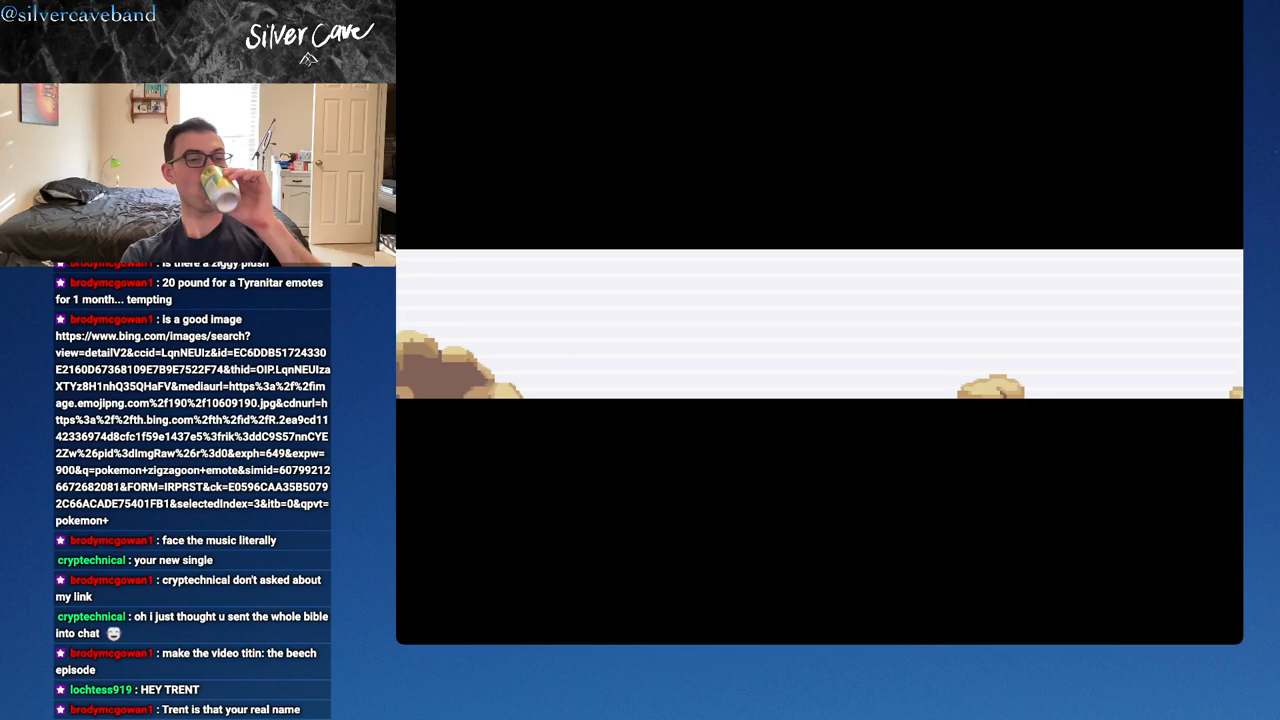 @silvercaveband
Silver Cave
brodymcgowan1 : is there a ziggy plush
brodymcgowan1 : 20 pound for a Tyranitar emotes
for 1 month... tempting
brodymcgowan1 : is a good image
https://www.bing.com/images/search?
view=detailV2&ccid=LqnNEUIz&id=EC6DDB51724330
E2160D67368109E7B9E7522F74&thid=OIP.LqnNEUIza
XTYz8H1nhQ35QHaFV&mediaurl=https%3a%2f%2fim
age.emojipng.com%2f190%2f10609190.jpg&cdnurl=h
ttps%3a%2f%2fth.bing.com%2fth%2fid%2fR.2ea9cd11
42336974d8cfc1f59e1437e5%3frik%3ddC9S57nnCYE
2Zw%26pid%3dImgRaw%26r%3d0&exph=649&expw=
900&q=pokemon+zigzagoon+emote&simid=60799212
6672682081&FORM=IRPRST&ck=E0596CAA35B5079
2C66ACADE75401FB1&selectedIndex=3&itb=0&qpvt=
pokemon+
brodymcgowan1 : face the music literally
cryptechnical : your new single
brodymcgowan1 : cryptechnical don't asked about
my link
cryptechnical : oh i just thought u sent the whole bible
into chat
brodymcgowan1 : make the video titin: the beech
episode
lochtess919 : HEY TRENT
brodymcgowan1 : Trent is that your real name